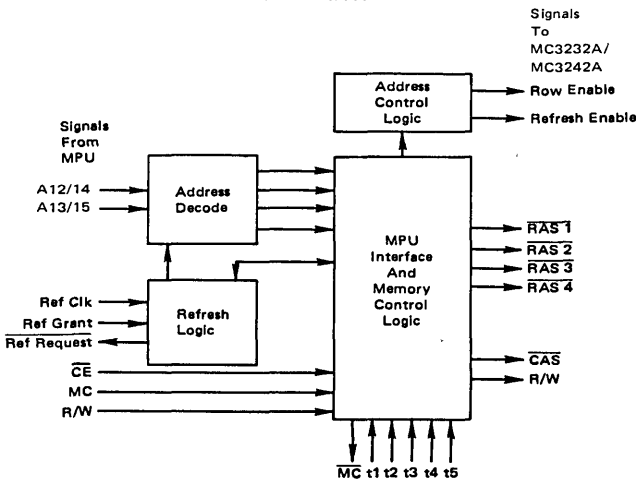 Signals
To
MC3232A/
MC3242A
Address
Control
Logic
Row Enable
Refresh Enable
Signals
From
MPU
A12/14
A13/15
Address
Decode
MPU
Interface
And
Memory
Control
Logic
RAS 1
RAS 2
RAS 3
RAS 4
Ref Clk
Ref Grant
Ref Request
Refresh
Logic
CE
MC
R/W
CAS
R/W
MC t1 t2 t3 t4 t5